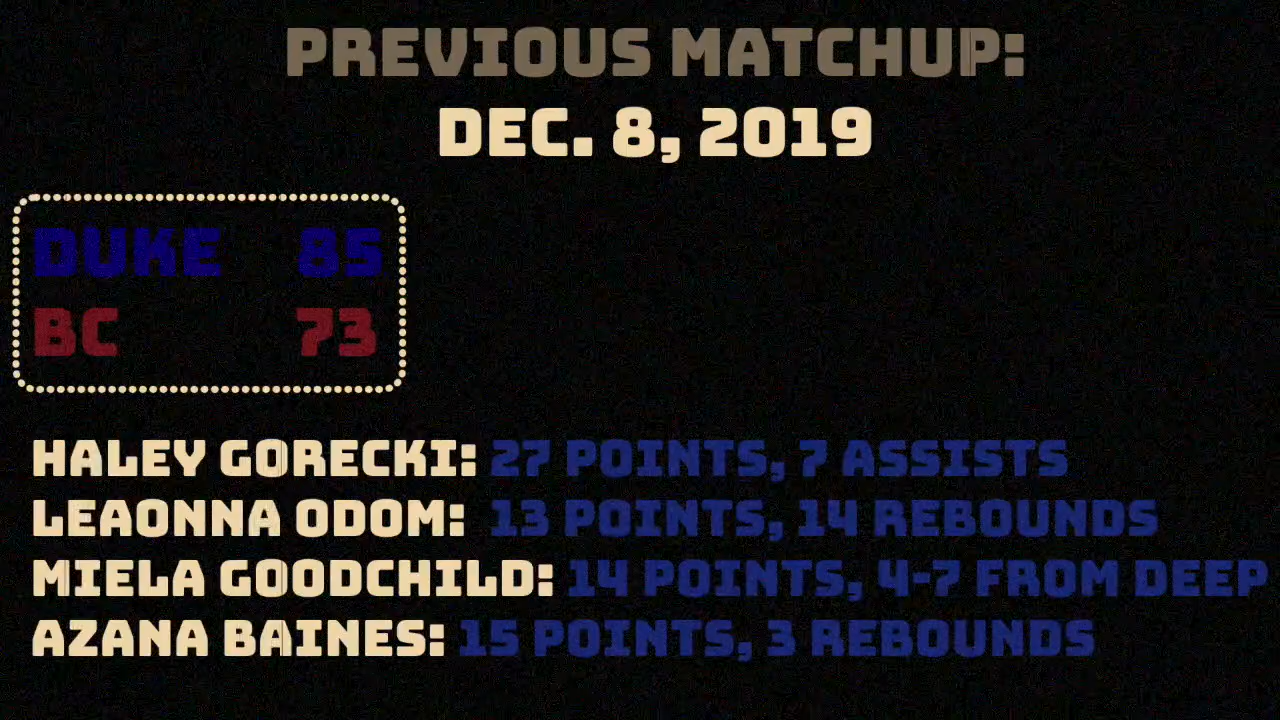 PREVIOUS MATCHUP:
DEC. 8, 2019
DUKE 85
BC 73
HALEY GORECKI: 27 POINTS, 7 ASSISTS
LEAONNA ODOM: 13 POINTS, 14 REBOUNDS
MIELA GOODCHILD: 14 POINTS, 4-7 FROM DEEP
AZANA BAINES: 15 POINTS, 3 REBOUNDS